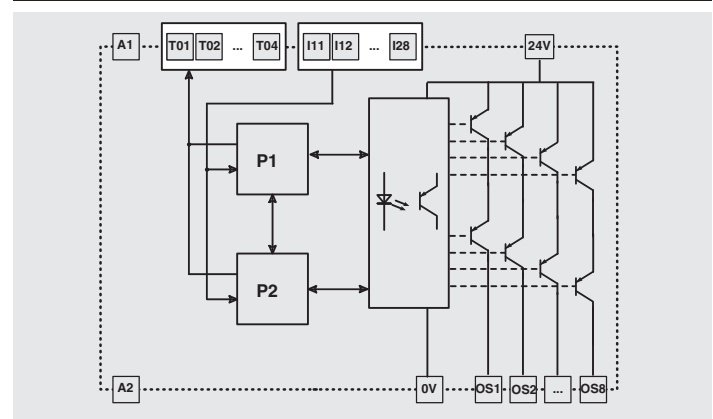 A1 T01 T02 ... T04 I11 I12 ... I28 24V
P1
P2
A2 0V OS1 OS2 ... OS8